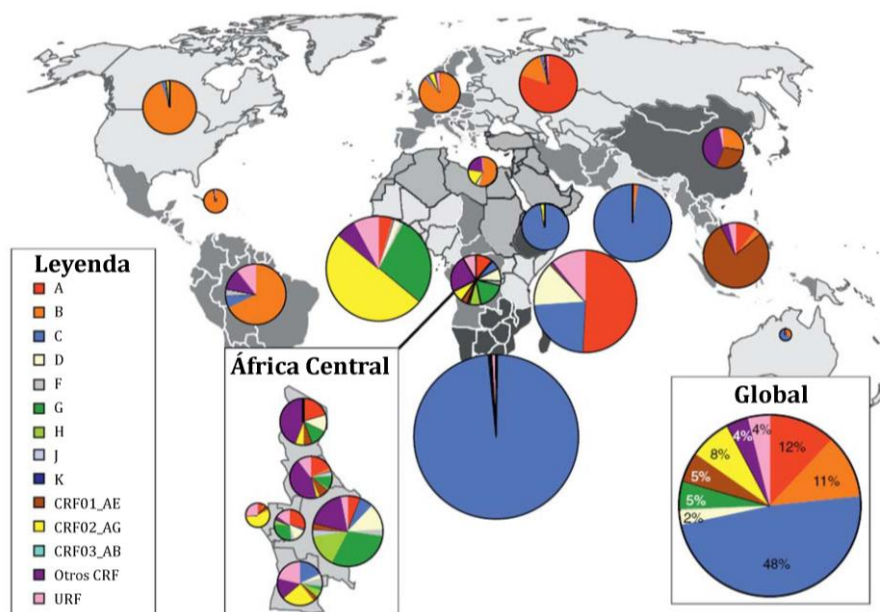 Leyenda
A
B
C
D
F
G
H
J
K
CRF01_AE
CRF02_AG
CRF03_AB
Otros CRF
URF
África Central
Global
4%
4%
12%
8%
11%
5%
5%
2%
48%